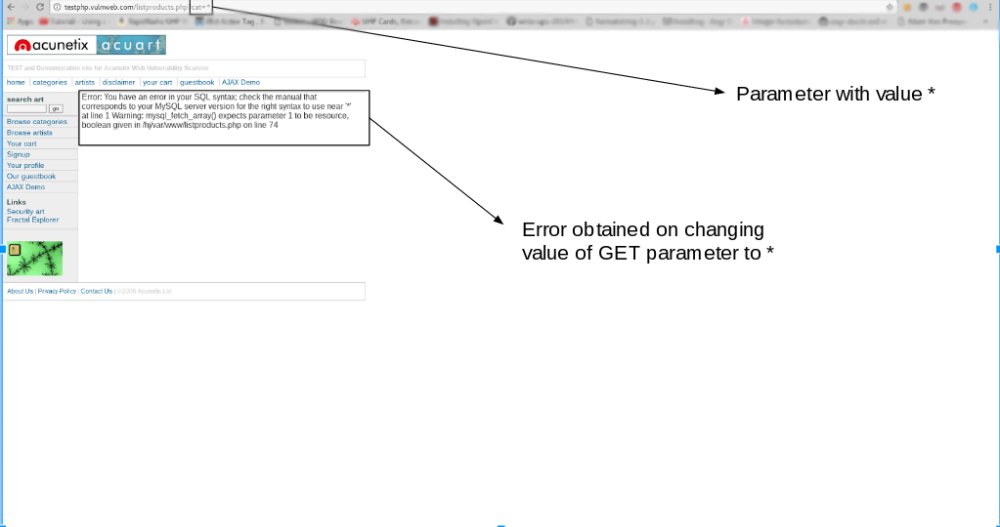 testphp.vulnweb.com/listproducts.php?cat=*
Apps
acunetix acuart
TEST and Demonstration site for Acunetix Web Vulnerability Scanner
home | categories | artists | disclaimer | your cart | guestbook | AJAX Demo
search art
go
Browse categories
Browse artists
Your cart
Signup
Your profile
Our guestbook
AJAX Demo
Links
Security art
Fractal Explorer
Error: You have an error in your SQL syntax; check the manual that
corresponds to your MySQL server version for the right syntax to use near '*'
at line 1 Warning: mysql_fetch_array() expects parameter 1 to be resource,
boolean given in /hj/var/www/listproducts.php on line 74
Parameter with value *
Error obtained on changing
value of GET parameter to *
About Us | Privacy Policy | Contact Us | ©2006 Acunetix Ltd